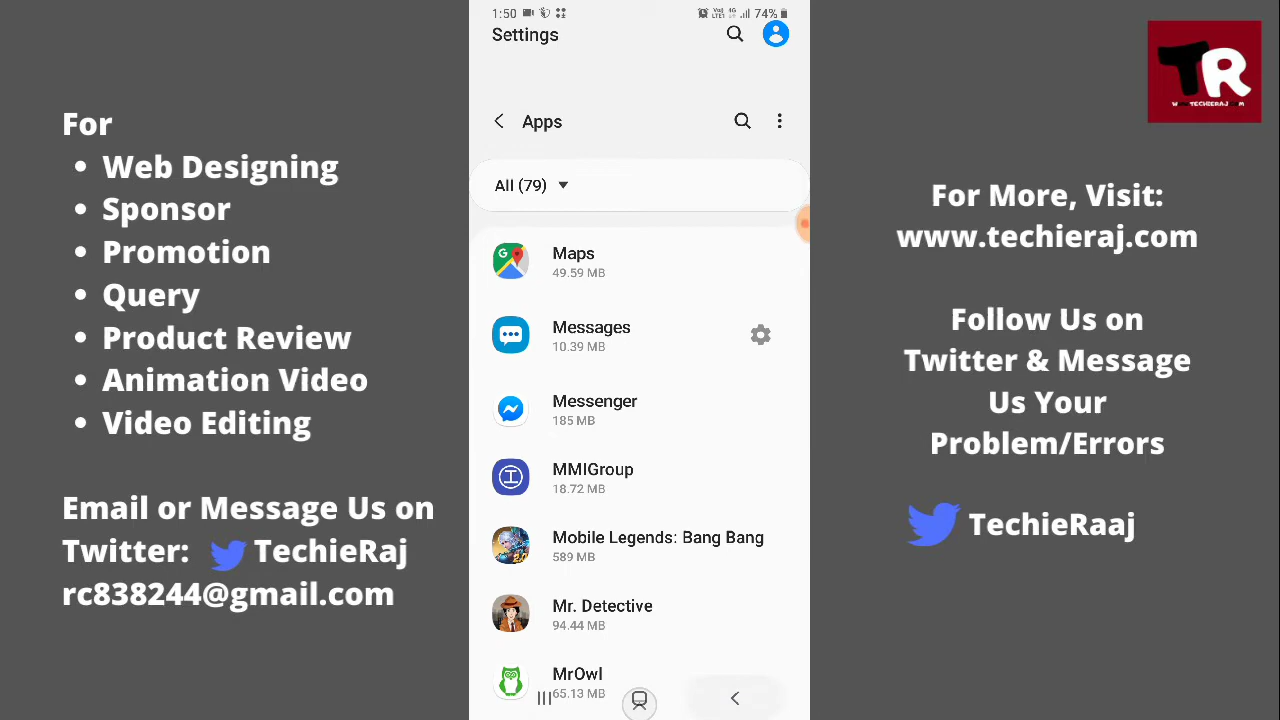 For
• Web Designing
• Sponsor
• Promotion
• Query
• Product Review
• Animation Video
• Video Editing
Email or Message Us on
Twitter: TechieRaj
rc838244@gmail.com
1:50
74%
Settings
Apps
All (79)
Maps
49.59 MB
Messages
10.39 MB
Messenger
185 MB
MMIGroup
18.72 MB
Mobile Legends: Bang Bang
589 MB
Mr. Detective
94.44 MB
MrOwl
65.13 MB
TR
WWW.TECHIERAJ.COM
For More, Visit:
www.techieraj.com
Follow Us on
Twitter & Message
Us Your
Problem/Errors
TechieRaaj